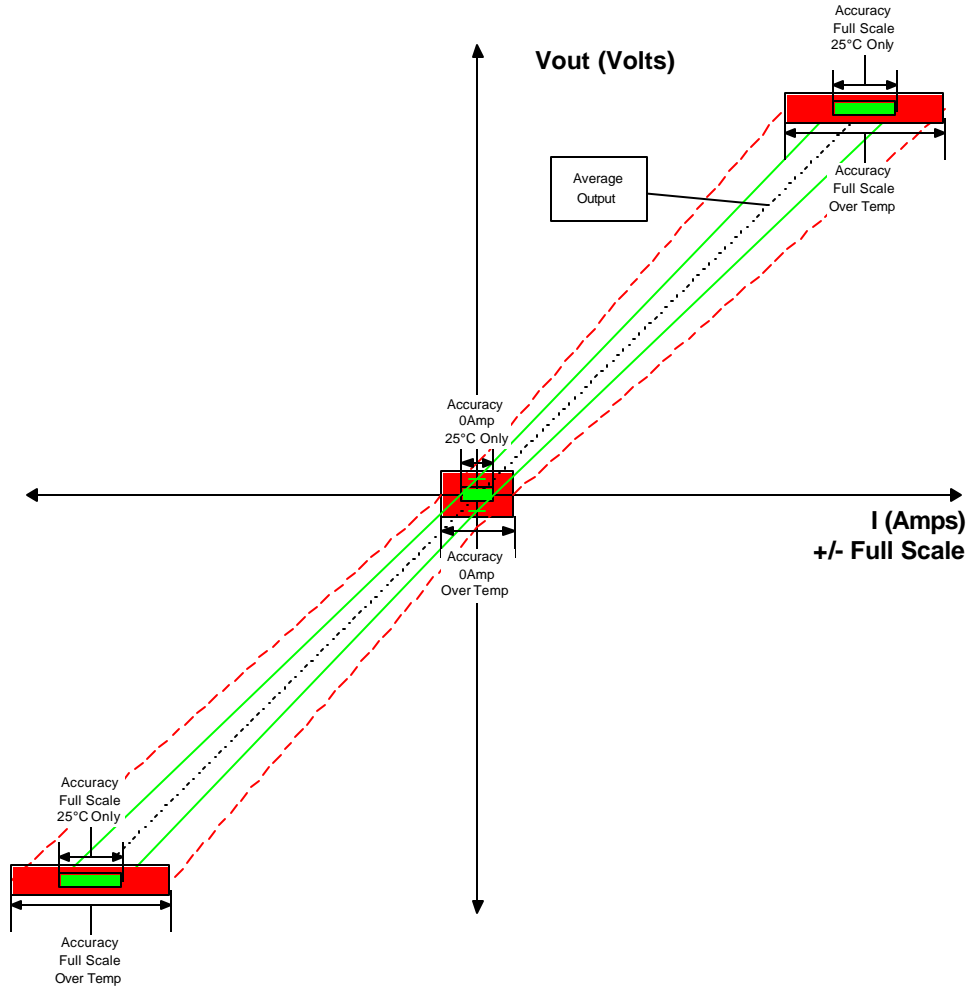 Accuracy
Full Scale
25°C Only
Vout (Volts)
Average
Output
Accuracy
Full Scale
Over Temp
Accuracy
0Amp
25°C Only
I (Amps)
+/- Full Scale
Accuracy
0Amp
Over Temp
Accuracy
Full Scale
25°C Only
Accuracy
Full Scale
Over Temp